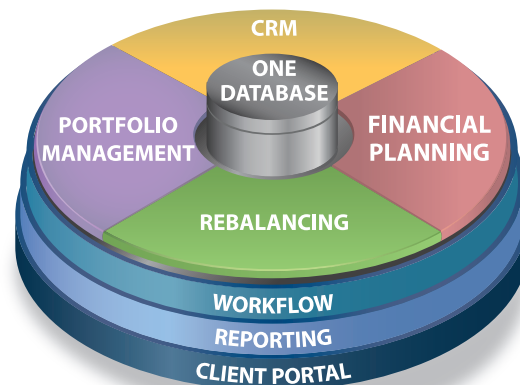 CRM
ONE
DATABASE
PORTFOLIO
MANAGEMENT
FINANCIAL
PLANNING
REBALANCING
WORKFLOW
REPORTING
CLIENT PORTAL